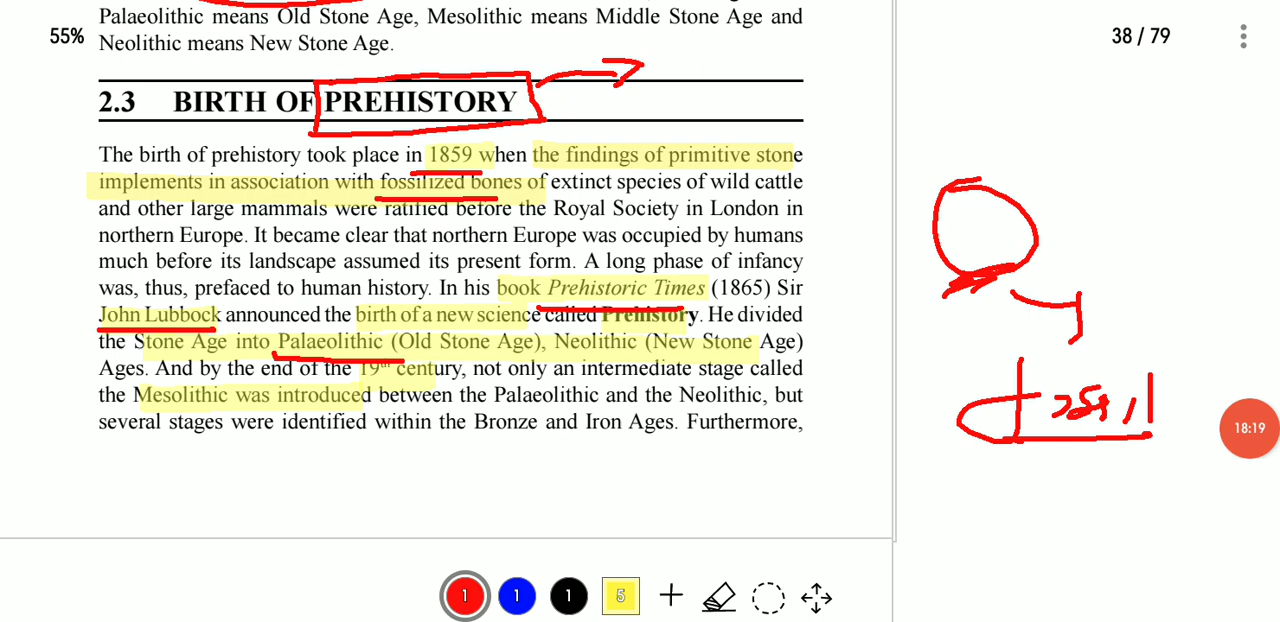 Palaeolithic means Old Stone Age, Mesolithic means Middle Stone Age and
55%
Neolithic means New Stone Age.
38 / 79
2.3 BIRTH OF PREHISTORY
The birth of prehistory took place in 1859 when the findings of primitive stone
implements in association with fossilized bones of extinct species of wild cattle
and other large mammals were ratified before the Royal Society in London in
northern Europe. It became clear that northern Europe was occupied by humans
much before its landscape assumed its present form. A long phase of infancy
was, thus, prefaced to human history. In his book Prehistoric Times (1865) Sir
John Lubbock announced the birth of a new science called Prehistory. He divided
the Stone Age into Palaeolithic (Old Stone Age), Neolithic (New Stone Age)
Ages. And by the end of the 19th century, not only an intermediate stage called
the Mesolithic was introduced between the Palaeolithic and the Neolithic, but
several stages were identified within the Bronze and Iron Ages. Furthermore,
18:19
1
1
1
5